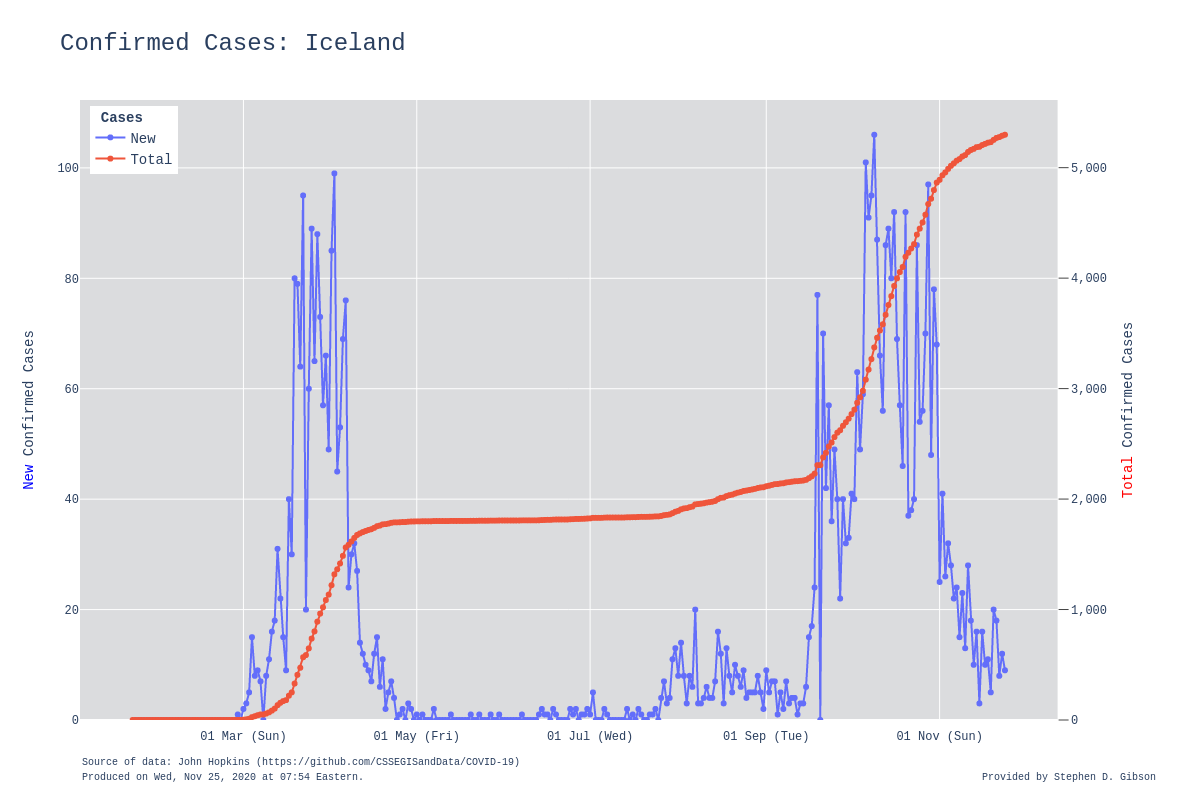 Confirmed Cases: Iceland
Cases
New
Total
100
80
60
40
20
0
5,000
4,000
3,000
2,000
1,000
0
New Confirmed Cases
Total Confirmed Cases
01 Mar (Sun)
01 May (Fri)
01 Jul (Wed)
01 Sep (Tue)
01 Nov (Sun)
Source of data: John Hopkins (https://github.com/CSSEGISandData/COVID-19)
Produced on Wed, Nov 25, 2020 at 07:54 Eastern.
Provided by Stephen D. Gibson